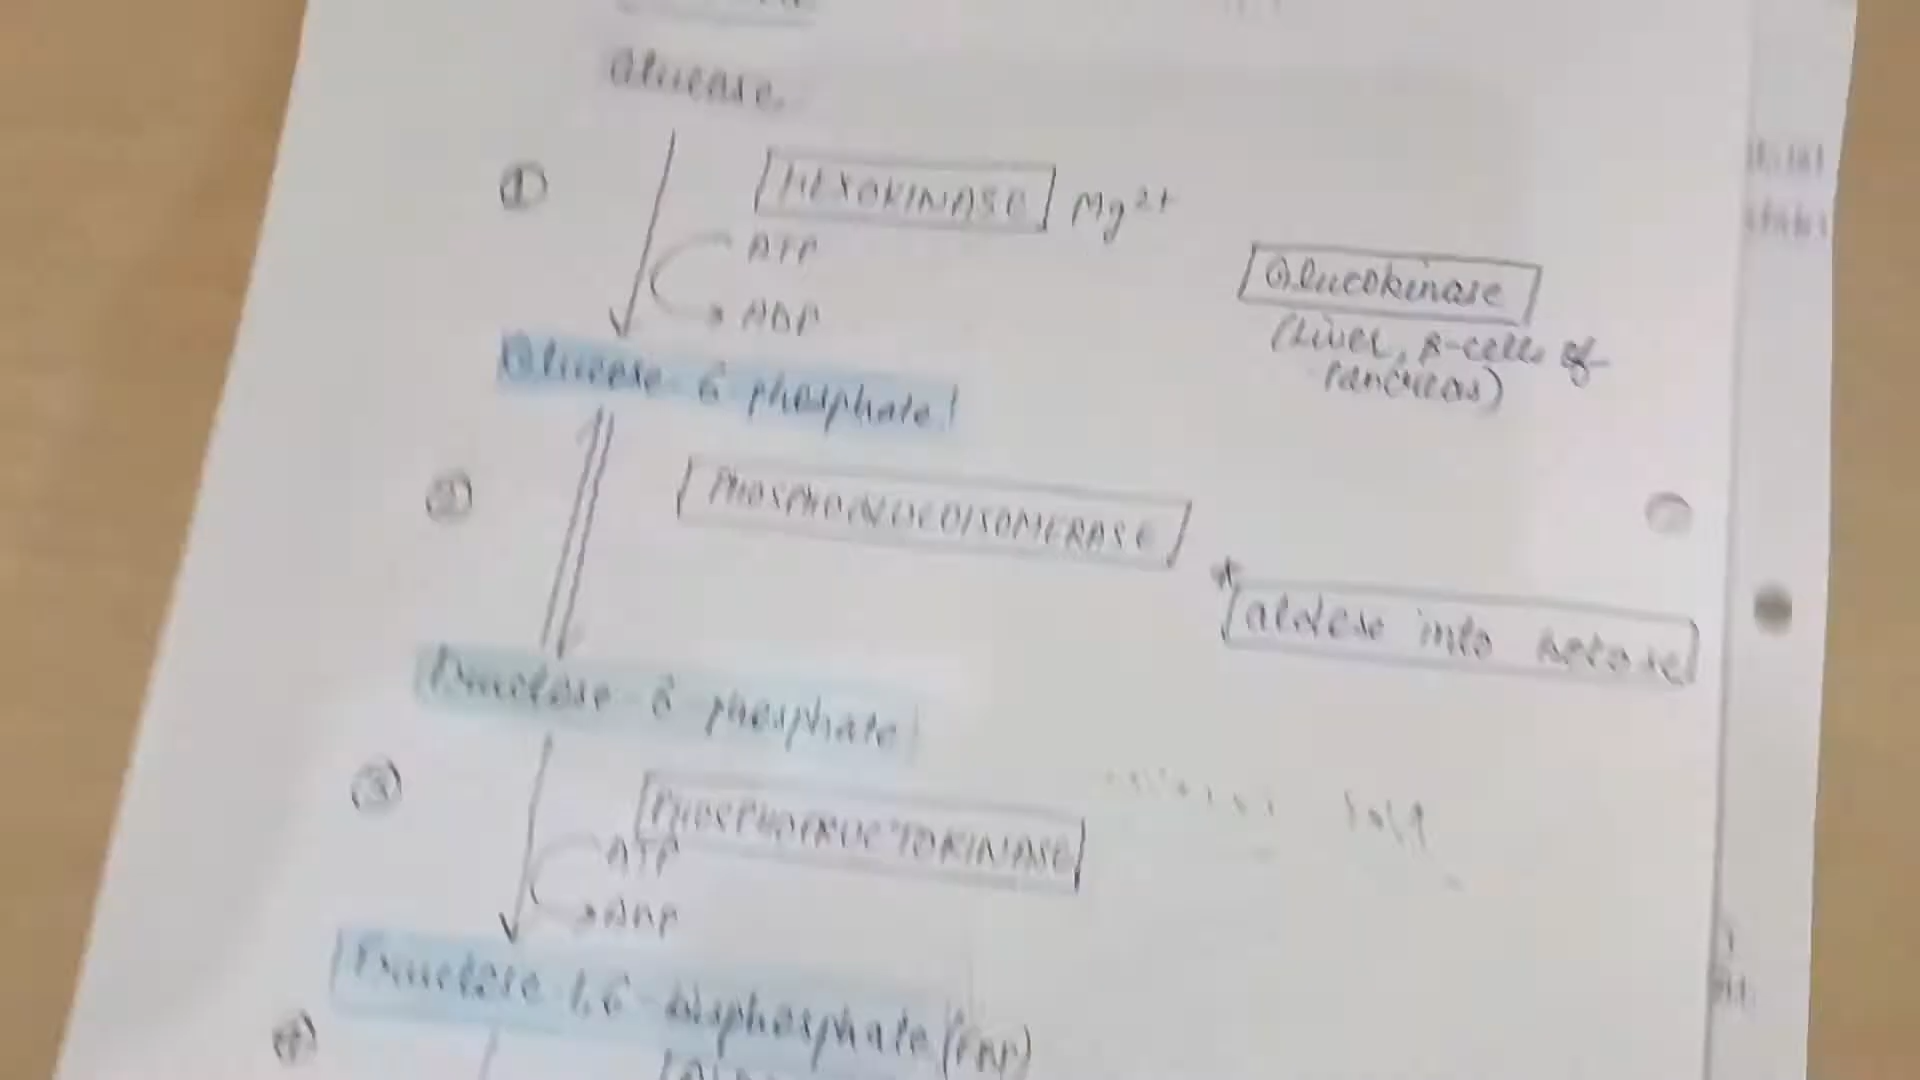 Glucose
①
HEXOKINASE Mg²⁺
ATP
ADP
Glucokinase
(Liver, β-cells of
Pancreas)
Glucose-6-phosphate
②
PHOSPHOGLUCOISOMERASE
* aldose into ketose
Fructose-6-phosphate
③
PHOSPHOFRUCTOKINASE
ATP
ADP
Fructose-1,6-bisphosphate (FBP)
④